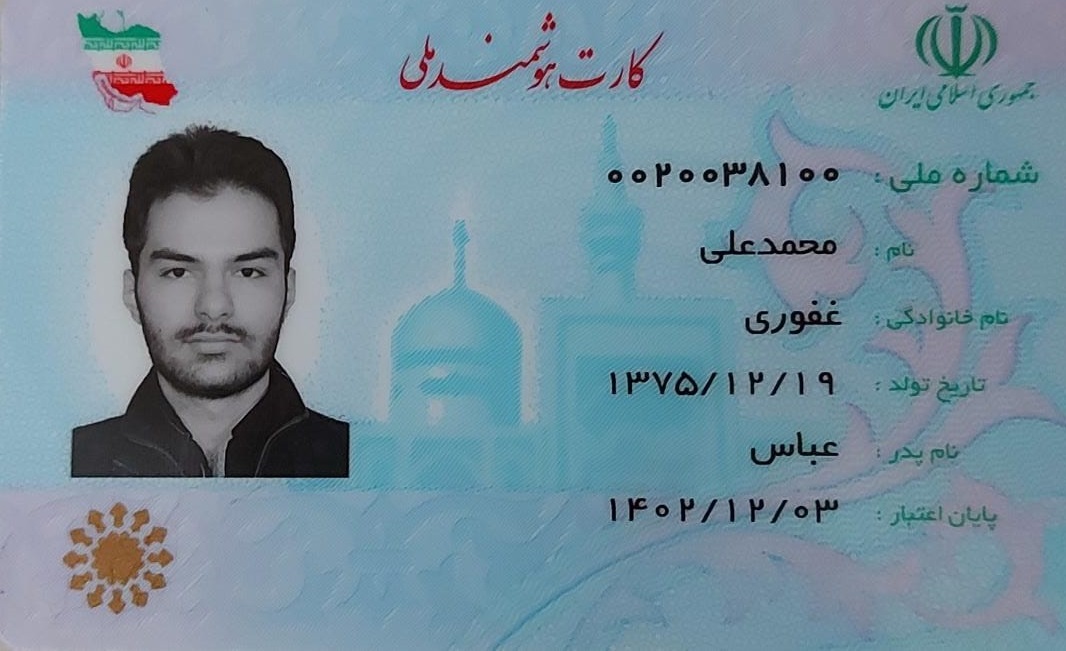 کارت هوشمند ملی
جمهوری اسلامی ایران
شماره ملی : ۰۰۲۰۰۳۸۱۰۰
نام : محمدعلی
نام خانوادگی : غفوری
تاریخ تولد : ۱۳۷۵/۱۲/۱۹
نام پدر : عباس
پایان اعتبار : ۱۴۰۲/۱۲/۰۳